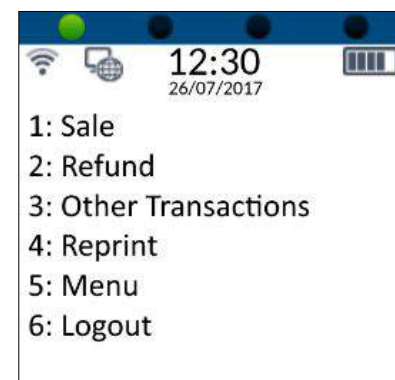 12:30
26/07/2017
1: Sale
2: Refund
3: Other Transactions
4: Reprint
5: Menu
6: Logout